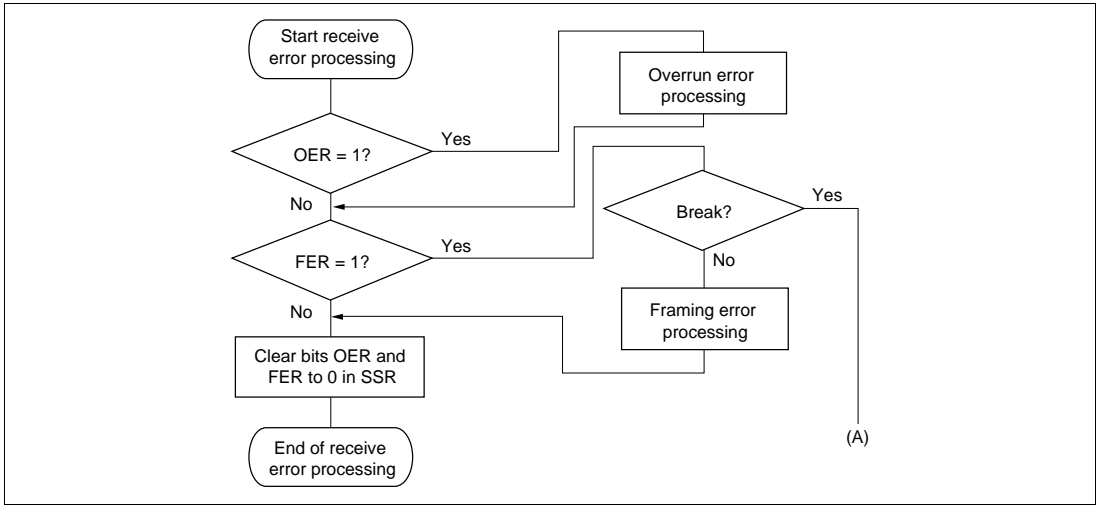 Start receive
error processing
Overrun error
processing
Yes
OER = 1?
Yes
No
Break?
Yes
FER = 1?
No
No
Framing error
processing
Clear bits OER and
FER to 0 in SSR
(A)
End of receive
error processing